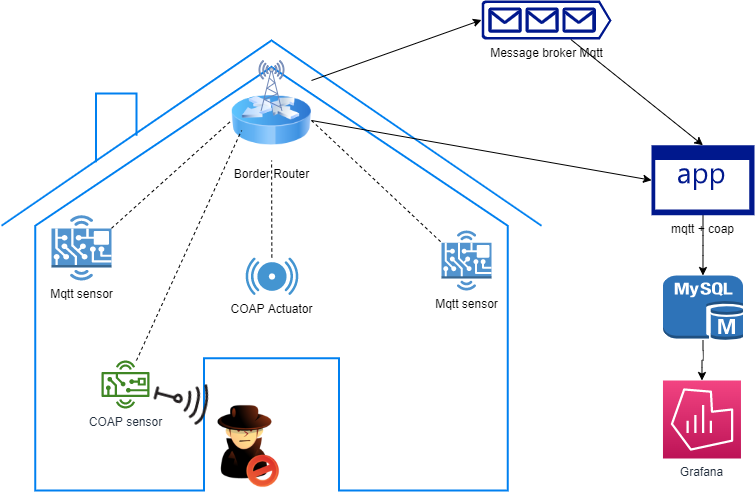 Message broker Mqtt
Border Router
app
mqtt + coap
Mqtt sensor
COAP Actuator
Mqtt sensor
MySQL
M
COAP sensor
Grafana